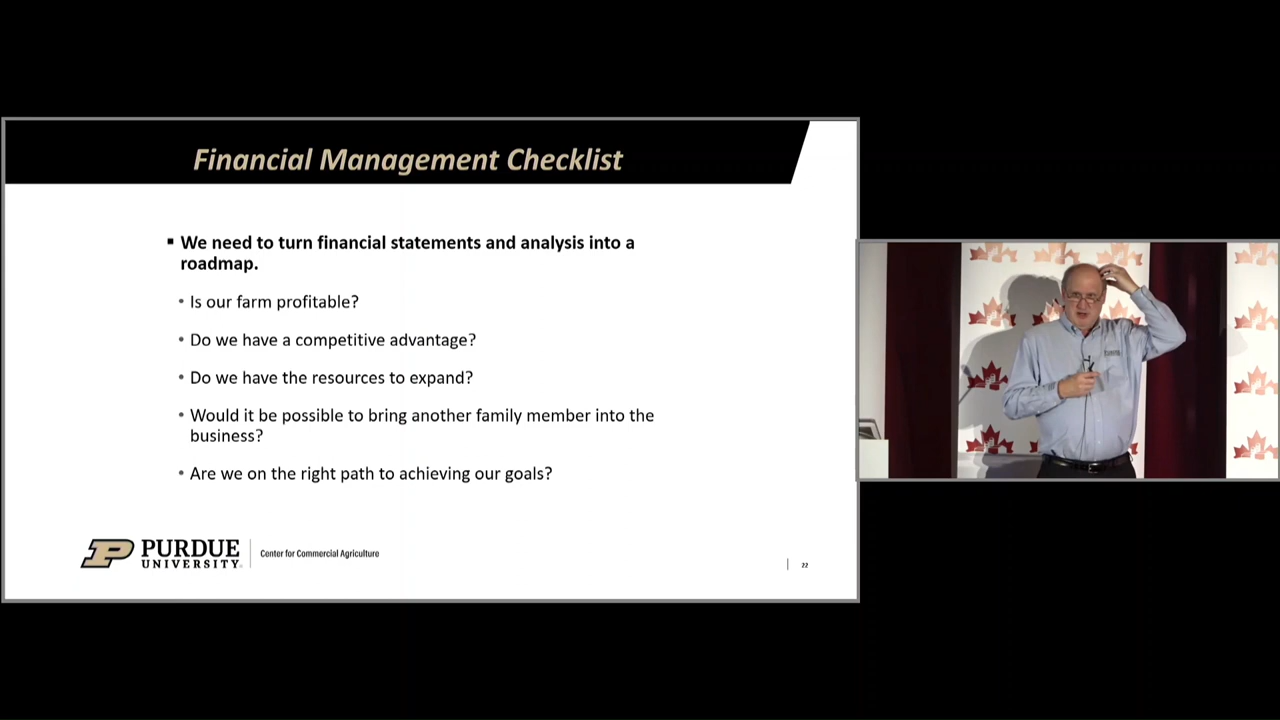 Financial Management Checklist
▪ We need to turn financial statements and analysis into a
roadmap.
• Is our farm profitable?
• Do we have a competitive advantage?
• Do we have the resources to expand?
• Would it be possible to bring another family member into the
business?
• Are we on the right path to achieving our goals?
P PURDUE
UNIVERSITY
Center for Commercial Agriculture
22